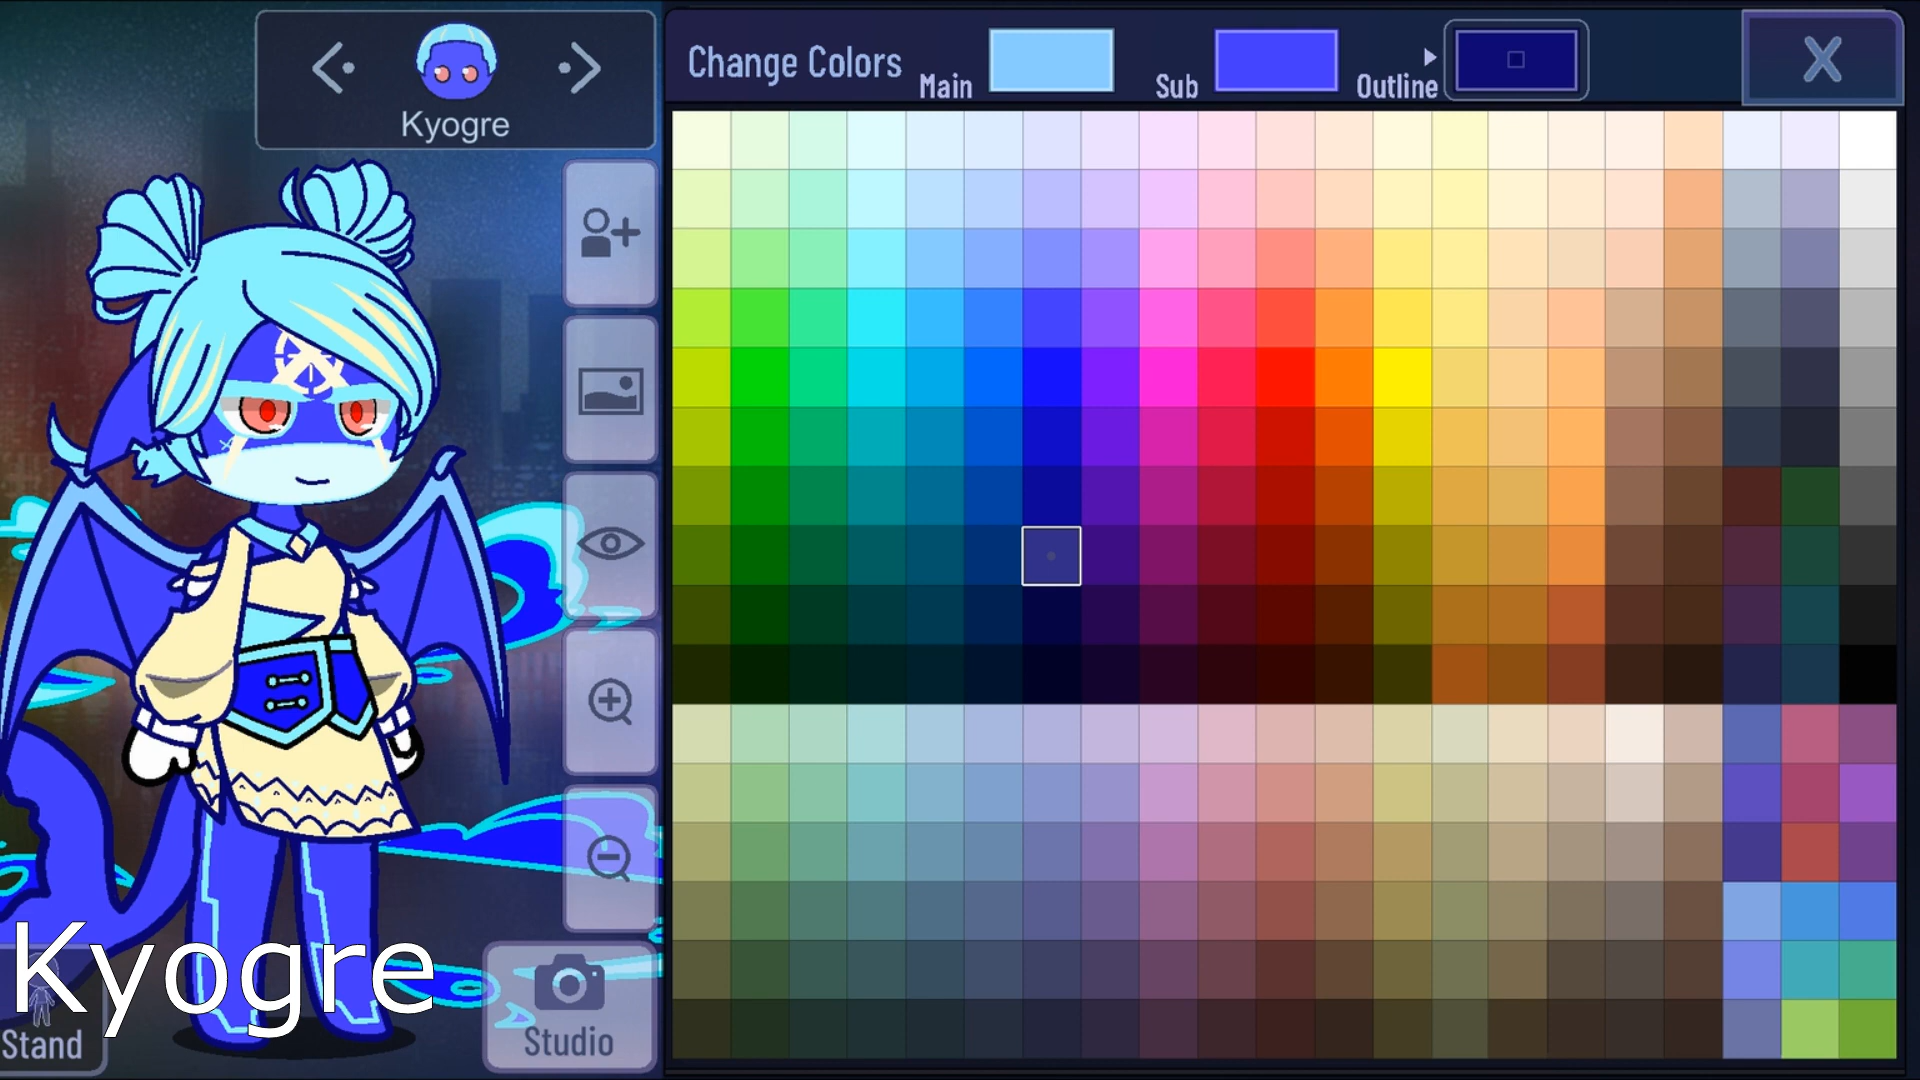 Kyogre
Change Colors
Main
Sub
Outline
X
Kyogre
Stand
Studio